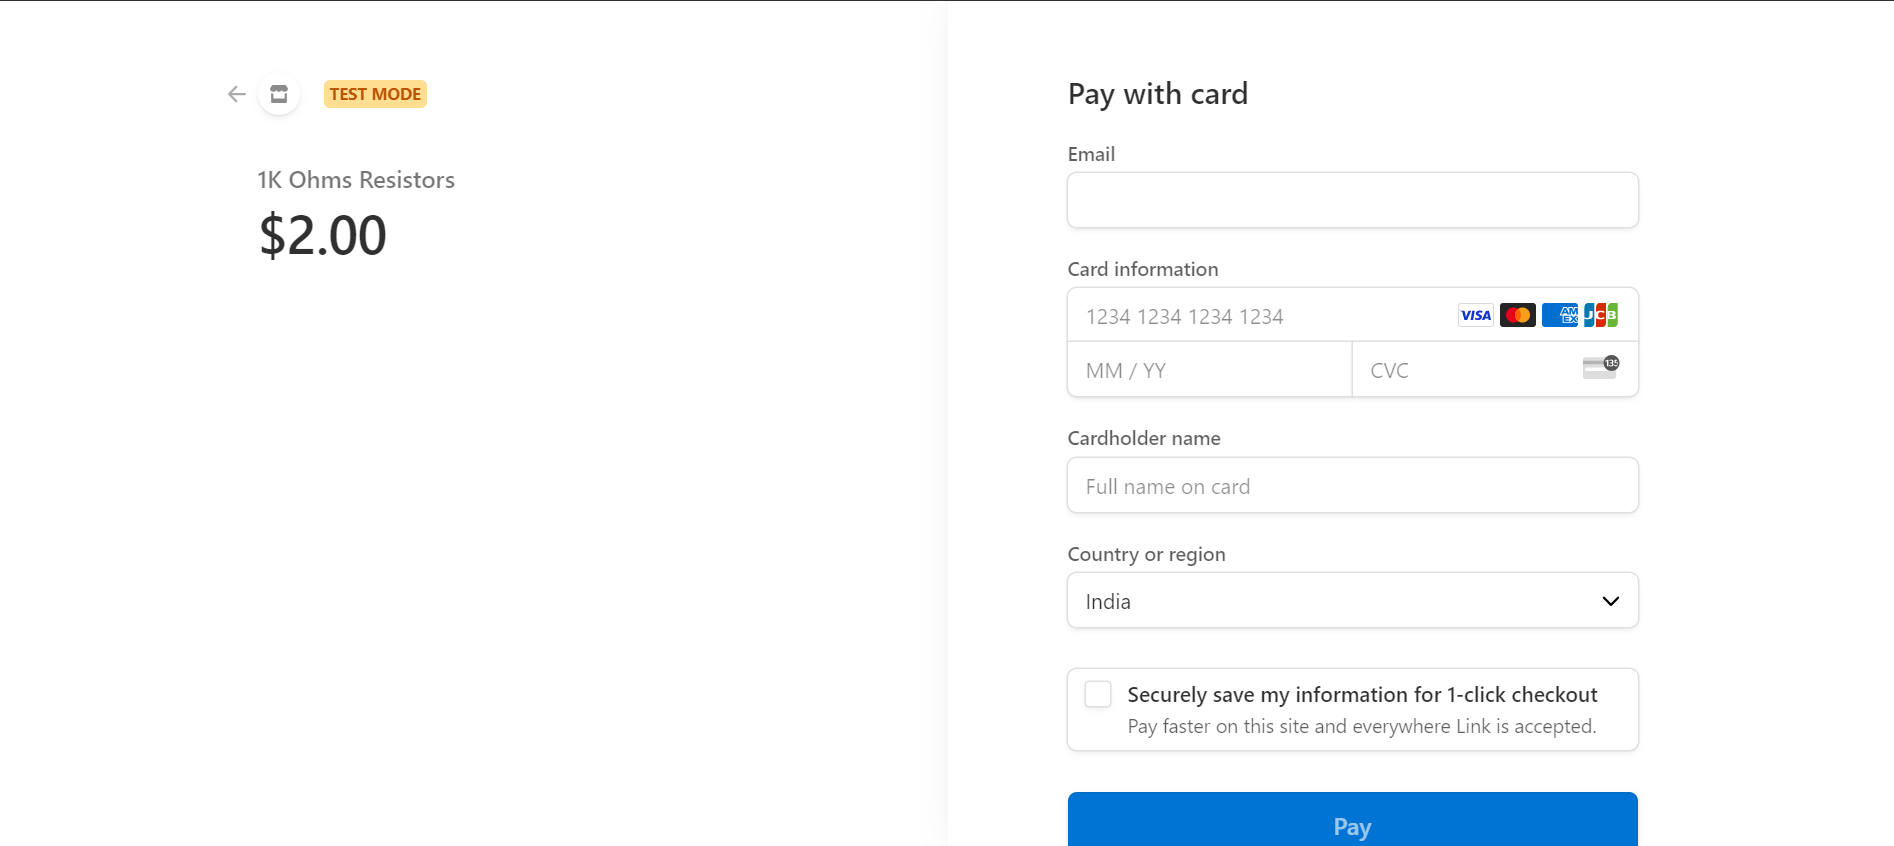 TEST MODE
1K Ohms Resistors
$2.00
Pay with card
Email
Card information
1234 1234 1234 1234
VISA
AM
EX
JCB
MM / YY
CVC
135
Cardholder name
Full name on card
Country or region
India
Securely save my information for 1-click checkout
Pay faster on this site and everywhere Link is accepted.
Pay